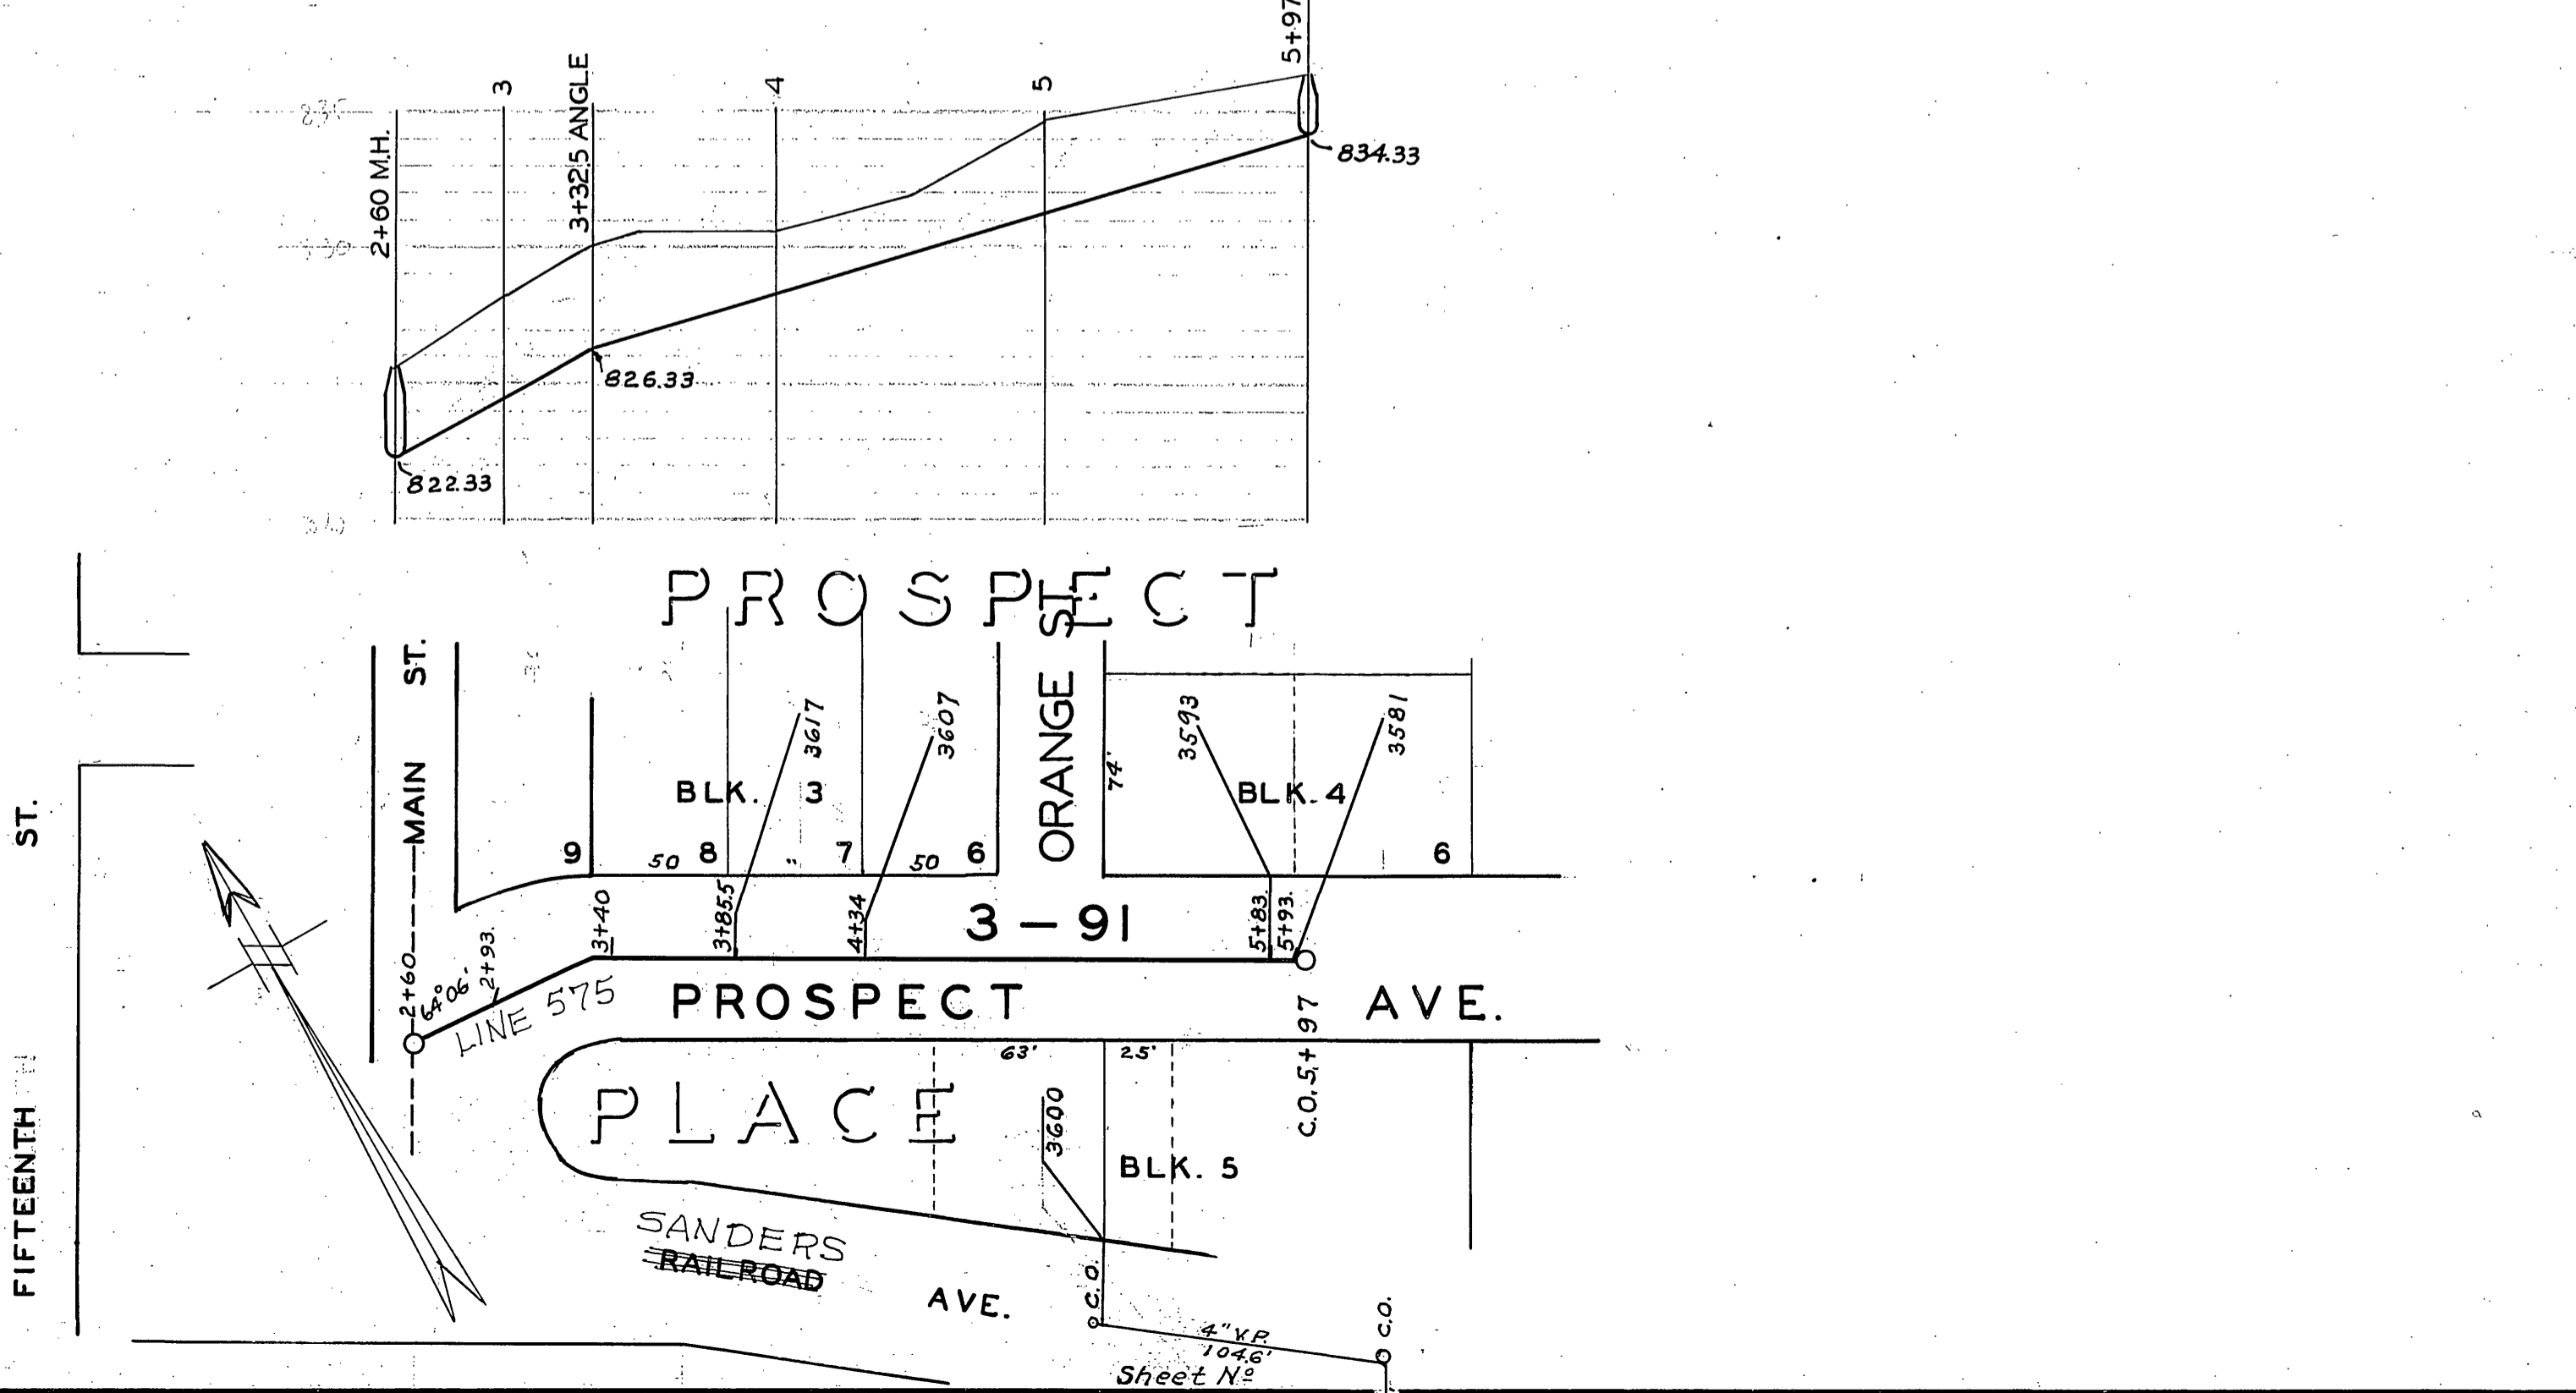 5+97
3
4
5
3+32.5 ANGLE
2+60 M.H.
835
834.33
826.33
822.33
PROSPECT
MAIN ST.
ORANGE ST.
3617
3607
3593
3581
74'
BLK. 3
BLK. 4
9
50
8
"
7
50
6
6
3+40
3+85.5
4+34
3-91
5+83.
5+93.
2+60
64°06'
2+93.
LINE 575
PROSPECT AVE.
C.O. 5+97
63'
25'
PLACE
3600
BLK. 5
FIFTEENTH ST.
SANDERS
RAILROAD
AVE.
C.O.
C.O.
4" V.P.
104.6'
Sheet Nº